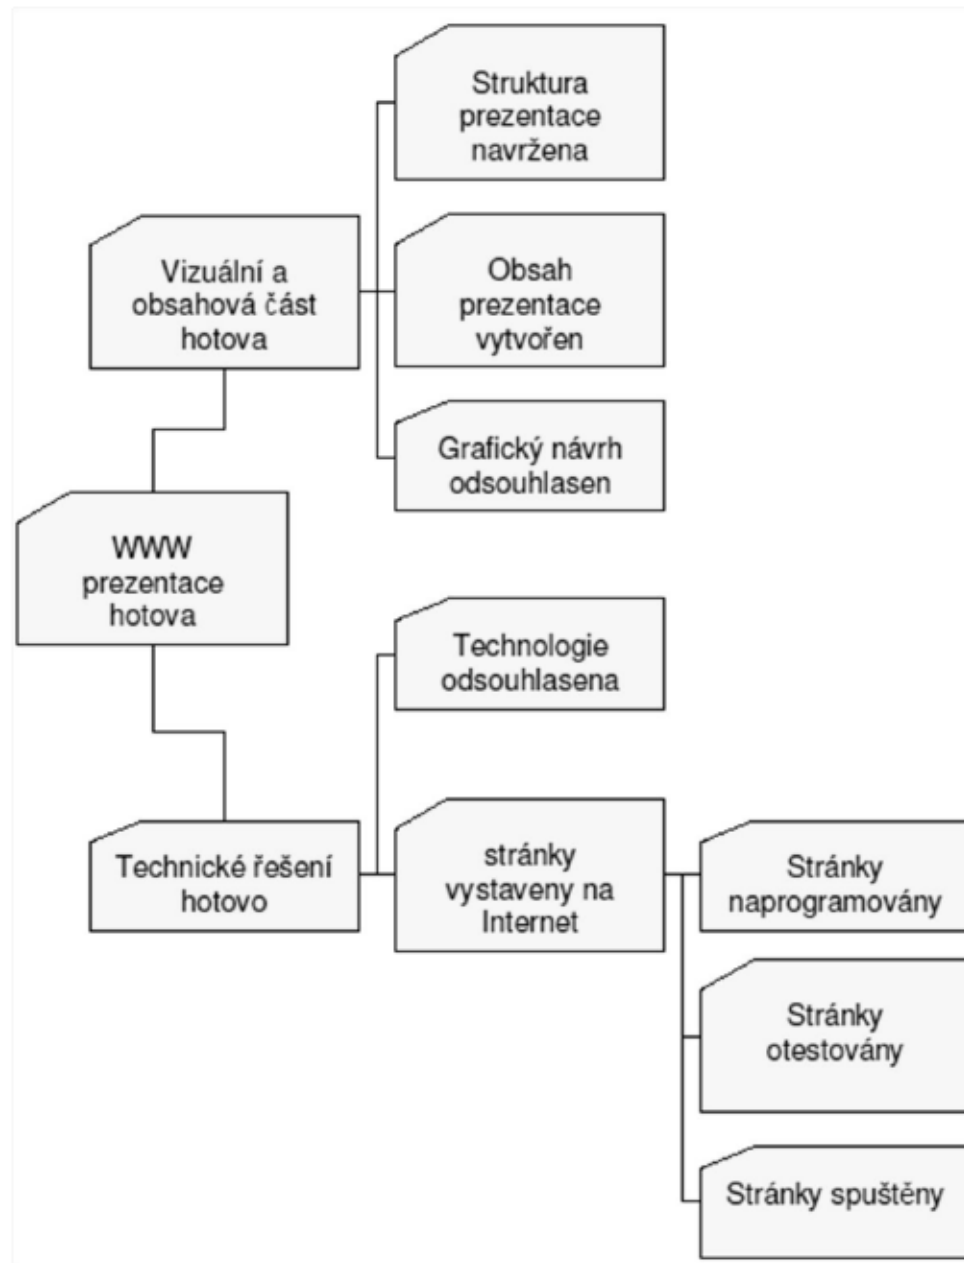 Struktura
prezentace
navržena
Vizuální a
obsahová část
hotova
Obsah
prezentace
vytvořen
Grafický návrh
odsouhlasen
WWW
prezentace
hotova
Technologie
odsouhlasena
Technické řešení
hotovo
stránky
vystaveny na
Internet
Stránky
naprogramovány
Stránky
otestovány
Stránky spuštěny